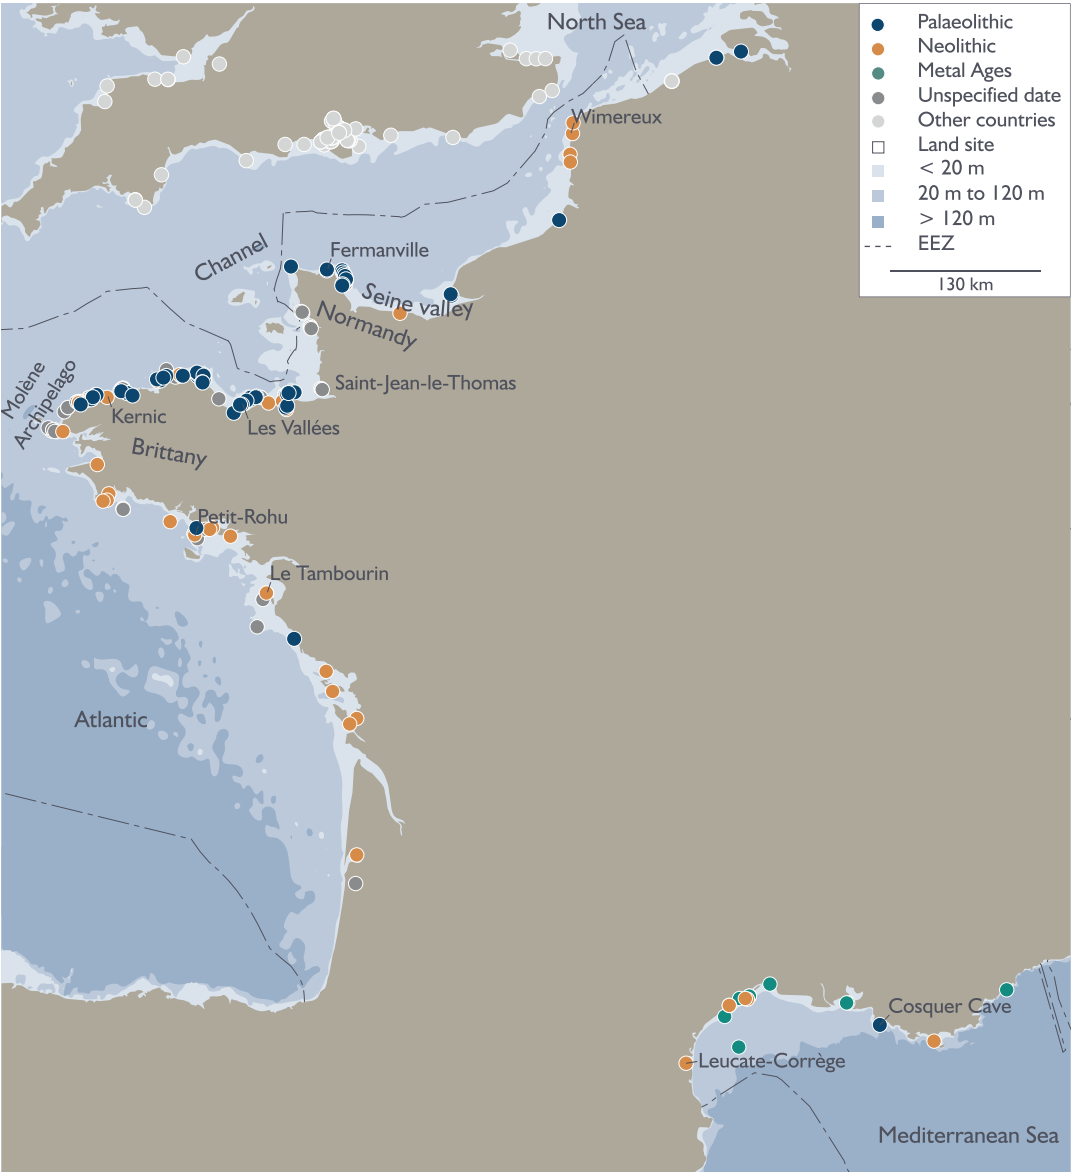 North Sea
Palaeolithic
Neolithic
Metal Ages
Unspecified date
Other countries
Land site
< 20 m
20 m to 120 m
> 120 m
EEZ
130 km
Wimereux
Channel
Fermanville
Seine valley
Normandy
Molène
Archipelago
Saint-Jean-le-Thomas
Kernic
Les Vallées
Brittany
Petit-Rohu
Le Tambourin
Atlantic
Cosquer Cave
Leucate-Corrège
Mediterranean Sea